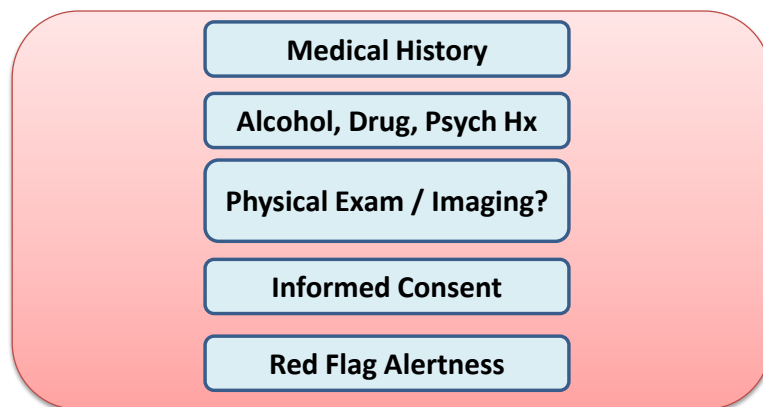 Medical History
Alcohol, Drug, Psych Hx
Physical Exam / Imaging?
Informed Consent
Red Flag Alertness